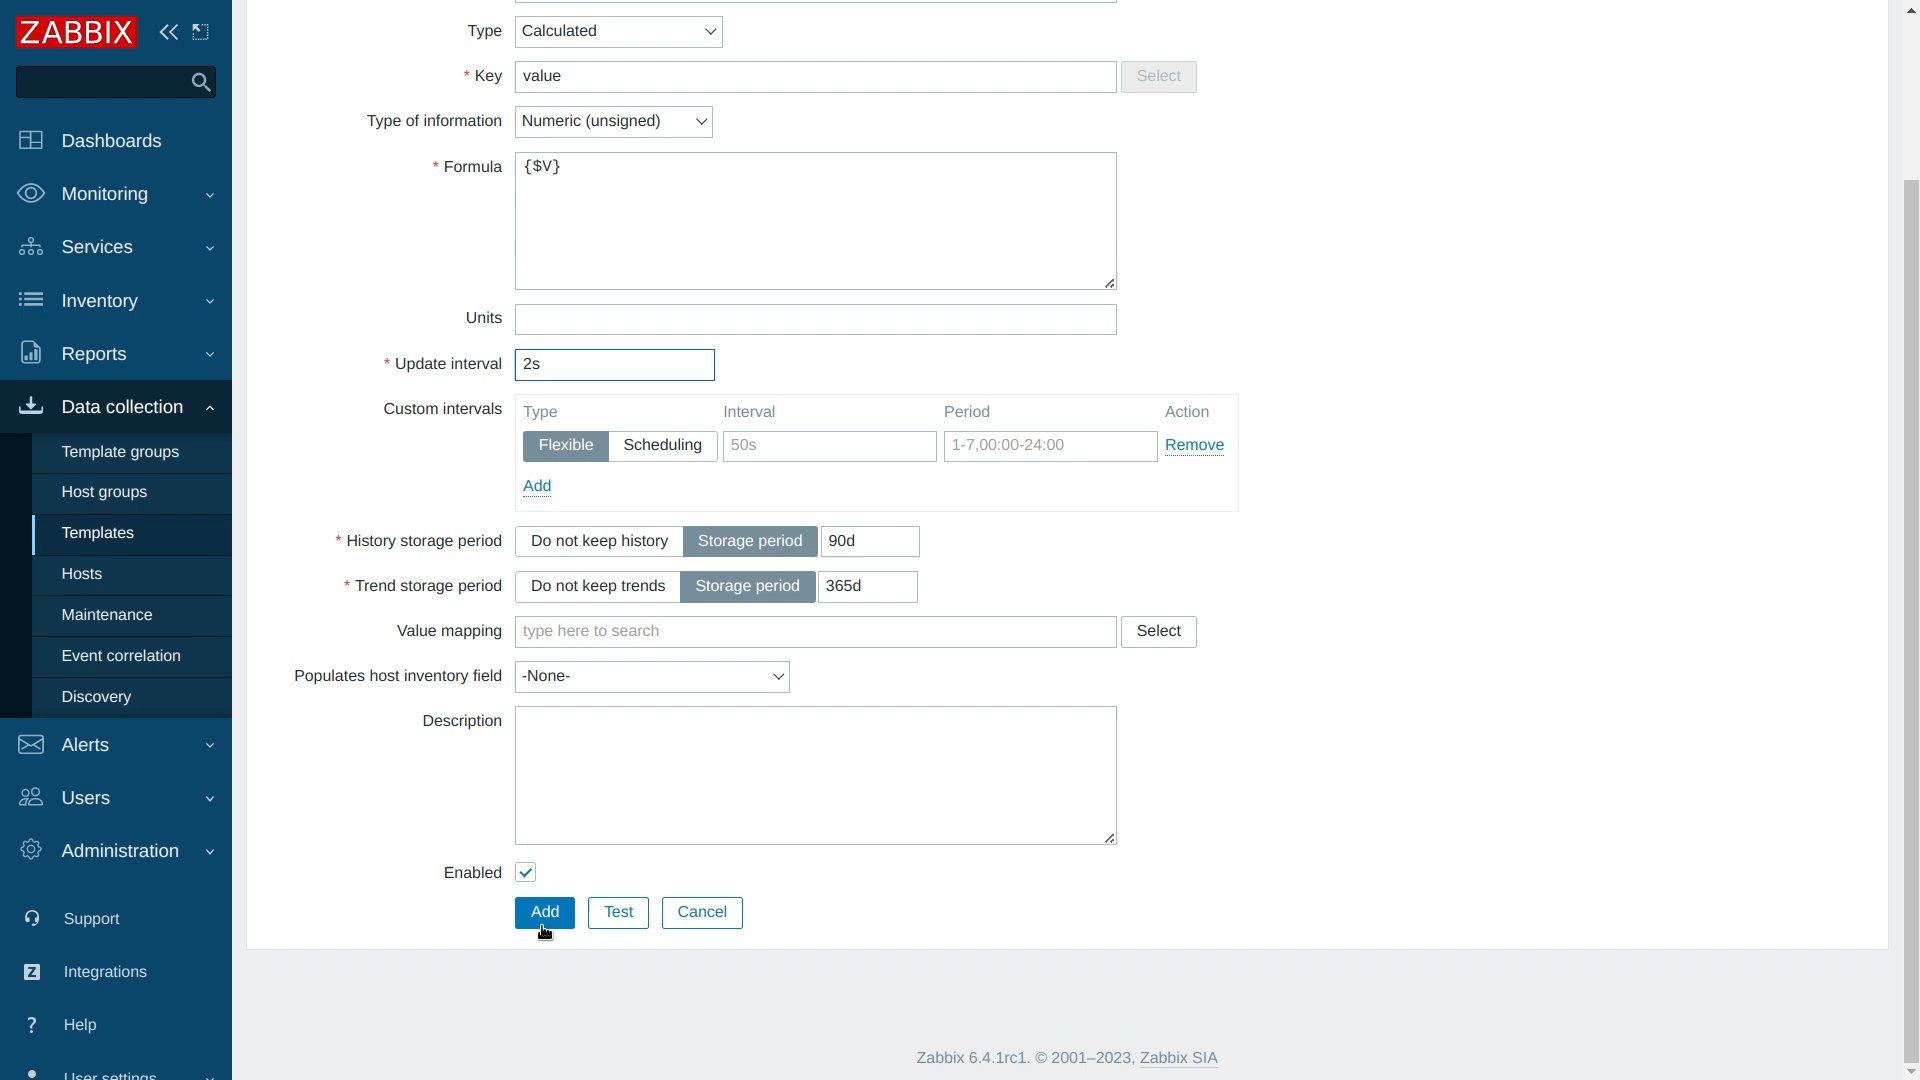 ZABBIX
Dashboards
Monitoring
Services
Inventory
Reports
Data collection
Template groups
Host groups
Templates
Hosts
Maintenance
Event correlation
Discovery
Alerts
Users
Administration
Support
Z Integrations
? Help
User settings
Type Calculated
* Key value Select
Type of information Numeric (unsigned)
* Formula {$V}
Units
* Update interval 2s
Custom intervals Type Interval Period Action
Flexible Scheduling 50s 1-7,00:00-24:00 Remove
Add
* History storage period Do not keep history Storage period 90d
* Trend storage period Do not keep trends Storage period 365d
Value mapping type here to search Select
Populates host inventory field -None-
Description
Enabled
Add Test Cancel
Zabbix 6.4.1rc1. © 2001–2023, Zabbix SIA